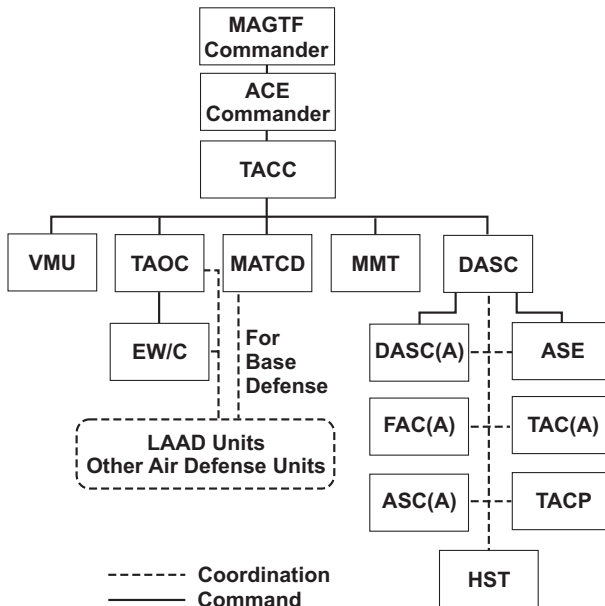 MAGTF
Commander
ACE
Commander
TACC
VMU
TAOC
MATCD
MMT
DASC
EW/C
For
Base
Defense
DASC(A)
ASE
LAAD Units
Other Air Defense Units
FAC(A)
TAC(A)
ASC(A)
TACP
HST
Coordination
Command